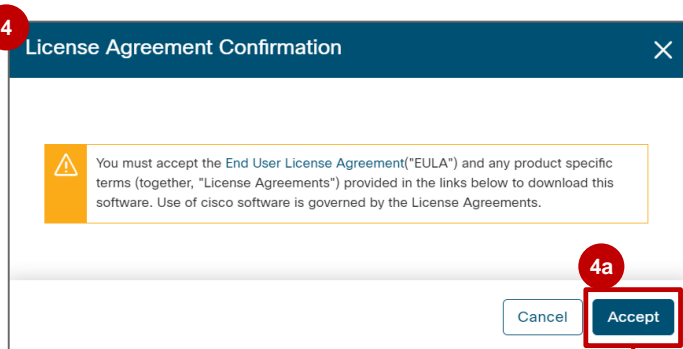 4
License Agreement Confirmation
You must accept the End User License Agreement("EULA") and any product specific
terms (together, "License Agreements") provided in the links below to download this
software. Use of cisco software is governed by the License Agreements.
4a
Cancel
Accept